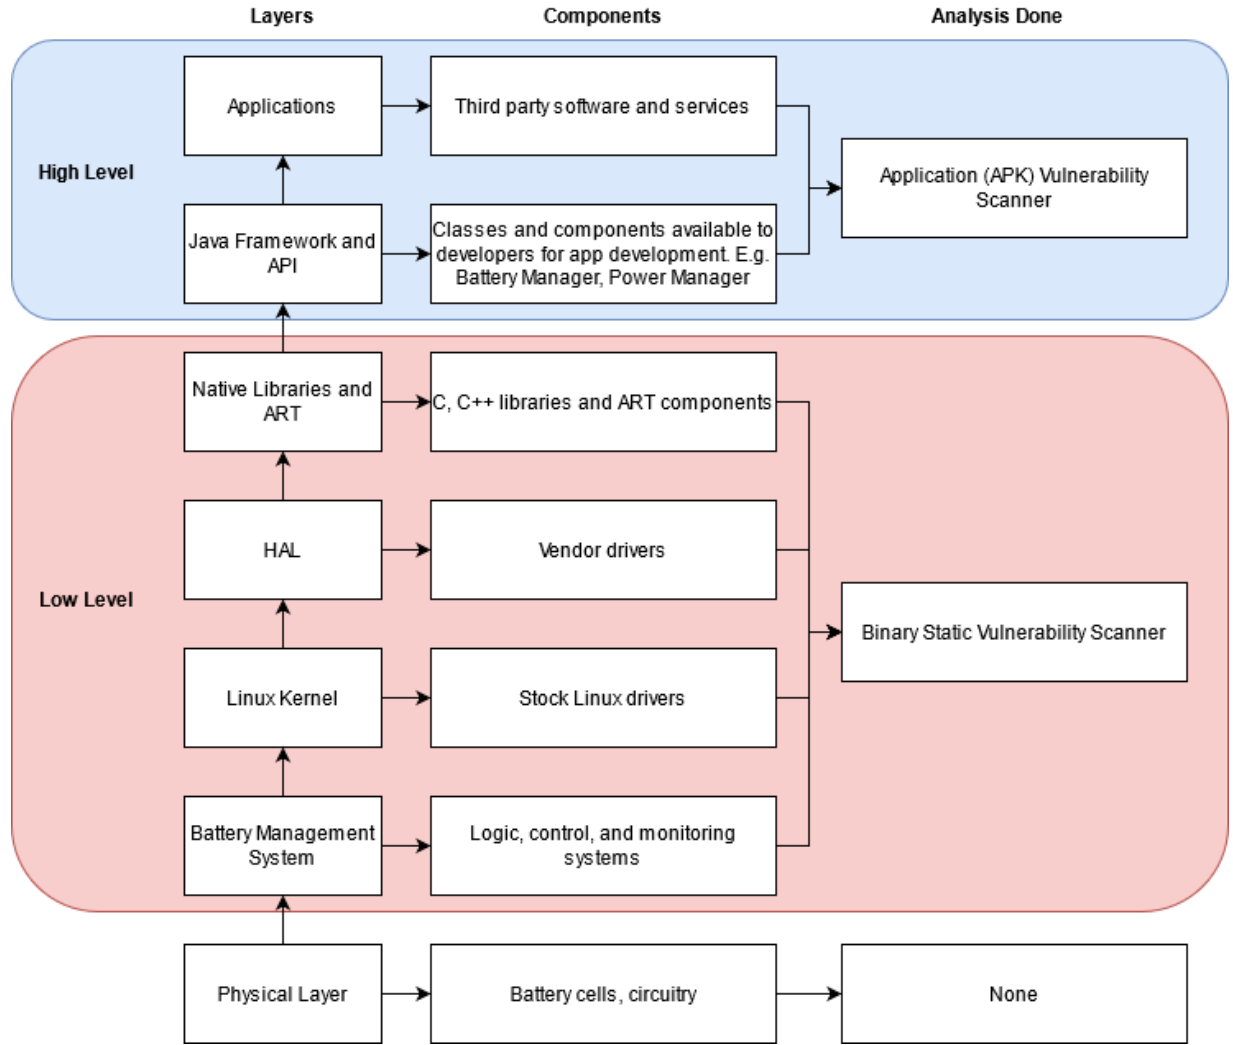 Layers
Components
Analysis Done
High Level
Applications
Third party software and services
Application (APK) Vulnerability
Scanner
Java Framework and
API
Classes and components available to
developers for app development. E.g.
Battery Manager, Power Manager
Low Level
Native Libraries and
ART
C, C++ libraries and ART components
HAL
Vendor drivers
Binary Static Vulnerability Scanner
Linux Kernel
Stock Linux drivers
Battery Management
System
Logic, control, and monitoring
systems
Physical Layer
Battery cells, circuitry
None